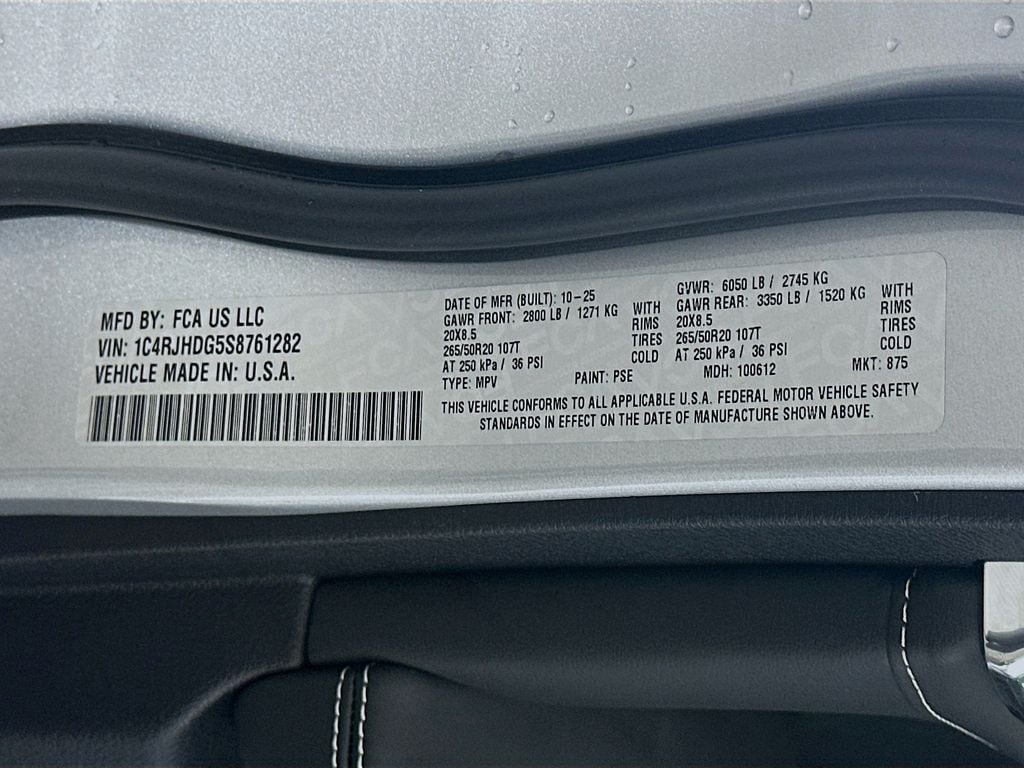 MFD BY: FCA US LLC
VIN: 1C4RJHDG5S8761282
VEHICLE MADE IN: U.S.A.
DATE OF MFR (BUILT): 10-25
GAWR FRONT: 2800 LB / 1271 KG
20X8.5
265/50R20 107T
AT 250 kPa / 36 PSI
WITH
RIMS
TIRES
COLD
GVWR: 6050 LB / 2745 KG
GAWR REAR: 3350 LB / 1520 KG
20X8.5
265/50R20 107T
AT 250 kPa / 36 PSI
WITH
RIMS
TIRES
COLD
TYPE: MPV PAINT: PSE MDH: 100612 MKT: 875
THIS VEHICLE CONFORMS TO ALL APPLICABLE U.S.A. FEDERAL MOTOR VEHICLE SAFETY
STANDARDS IN EFFECT ON THE DATE OF MANUFACTURE SHOWN ABOVE.